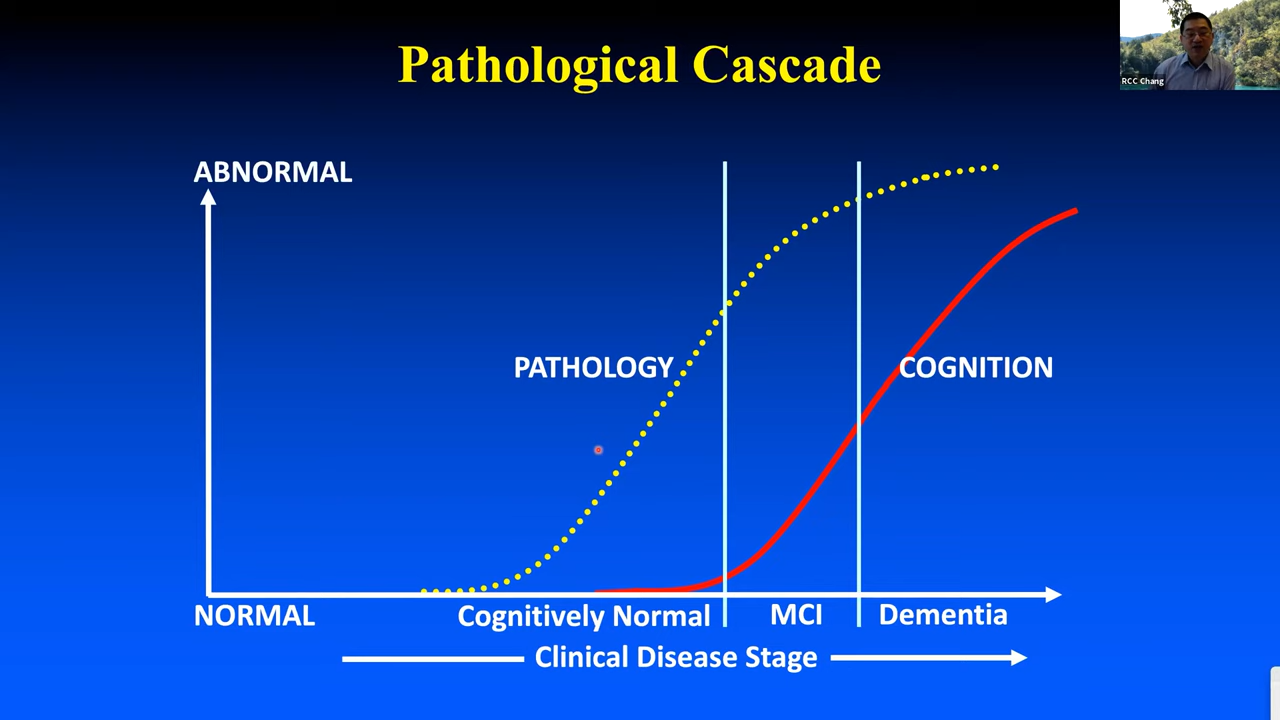 Pathological Cascade
RCC Chang
ABNORMAL
PATHOLOGY
COGNITION
NORMAL
Cognitively Normal
MCI
Dementia
Clinical Disease Stage